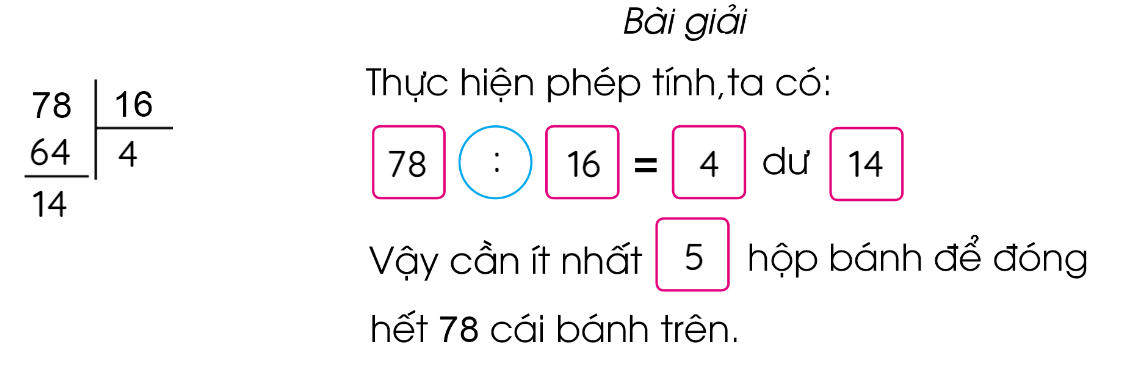 Bài giải
Thực hiện phép tính,ta có:
78 16
64 4
14
78 : 16 = 4 dư 14
Vậy cần ít nhất 5 hộp bánh để đóng
hết 78 cái bánh trên.